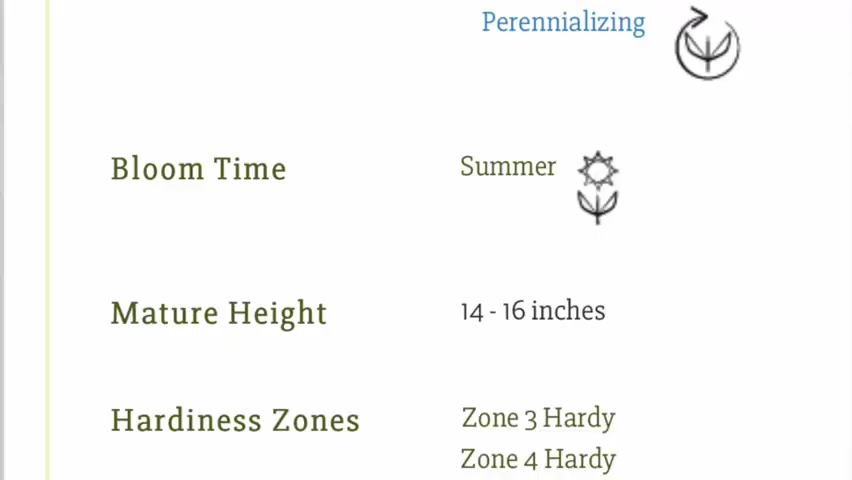 Perennializing
Bloom Time Summer
Mature Height 14 - 16 inches
Hardiness Zones Zone 3 Hardy
Zone 4 Hardy